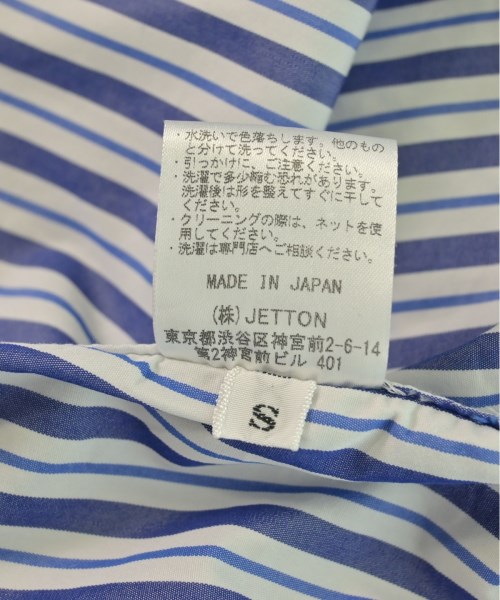 ・水洗いで色落ちします。他のもの
と分けて洗ってください。
・引っかけに、ご注意ください。
・洗濯で多少縮む恐れがあります。
洗濯後は形を整えてすぐに干して
ください。
・クリーニングの際は、ネットを使
用してください。
・洗濯は専門店へご相談ください。
MADE IN JAPAN
(株) JETTON
東京都渋谷区神宮前2-6-14
第2神宮前ビル 401
S